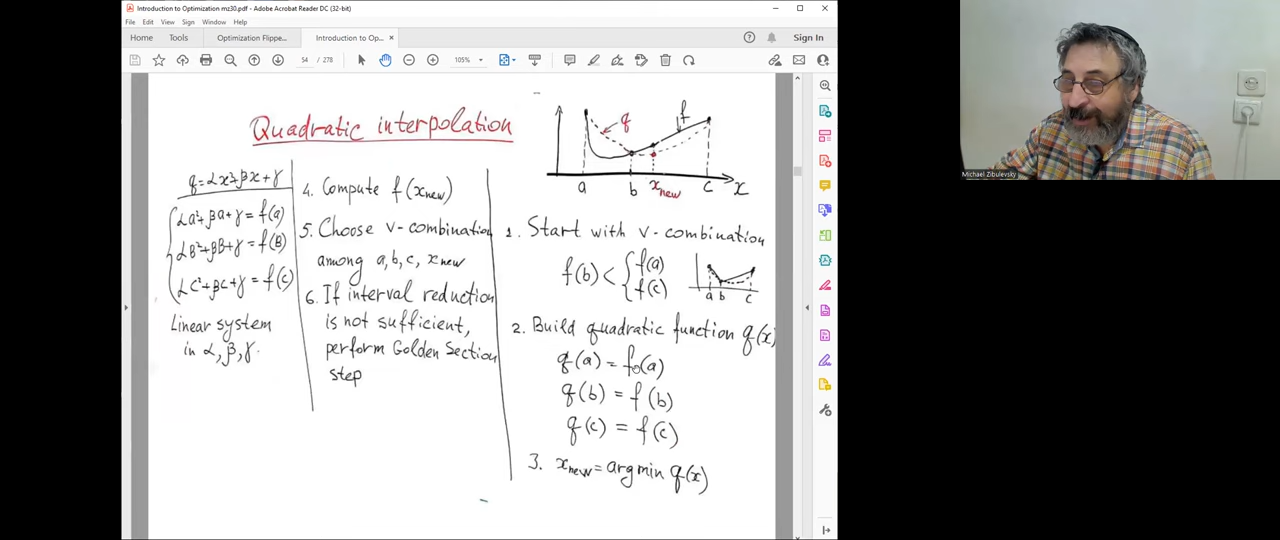 Introduction to Optimization mz30.pdf - Adobe Acrobat Reader DC (32-bit)
File Edit View Sign Window Help
Home Tools Optimization Flippe... Introduction to Op... × Sign In
54 / 278 105%
Quadratic interpolation
q=αx²+βx+γ
αa²+βa+γ=f(a)
αB²+βB+γ=f(B)
αc²+βc+γ=f(c)
Linear system
in α, β, γ.
4. Compute f(xnew)
5. Choose v-combination
among a, b, c, xnew
6. If interval reduction
is not sufficient,
perform Golden Section
step
q f
a b xnew c x
1. Start with v-combination
f(b) < { f(a)
f(c)
a b c
2. Build quadratic function q(x)
q(a) = f(a)
q(b) = f(b)
q(c) = f(c)
3. xnew = argmin q(x)
Michael Zibulevsky